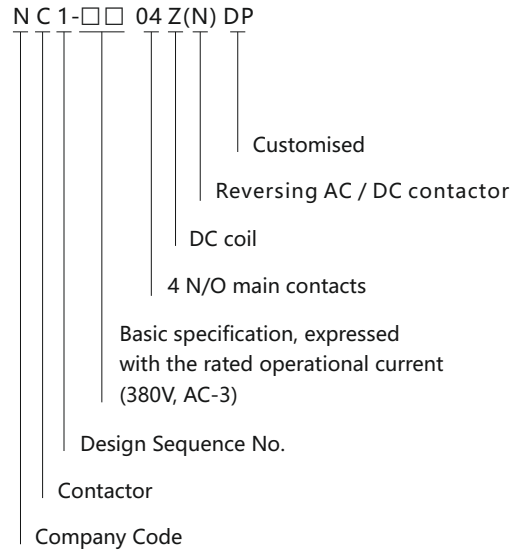 NC1-□□ 04 Z(N) DP
Customised
Reversing AC / DC contactor
DC coil
4 N/O main contacts
Basic specification, expressed
with the rated operational current
(380V, AC-3)
Design Sequence No.
Contactor
Company Code